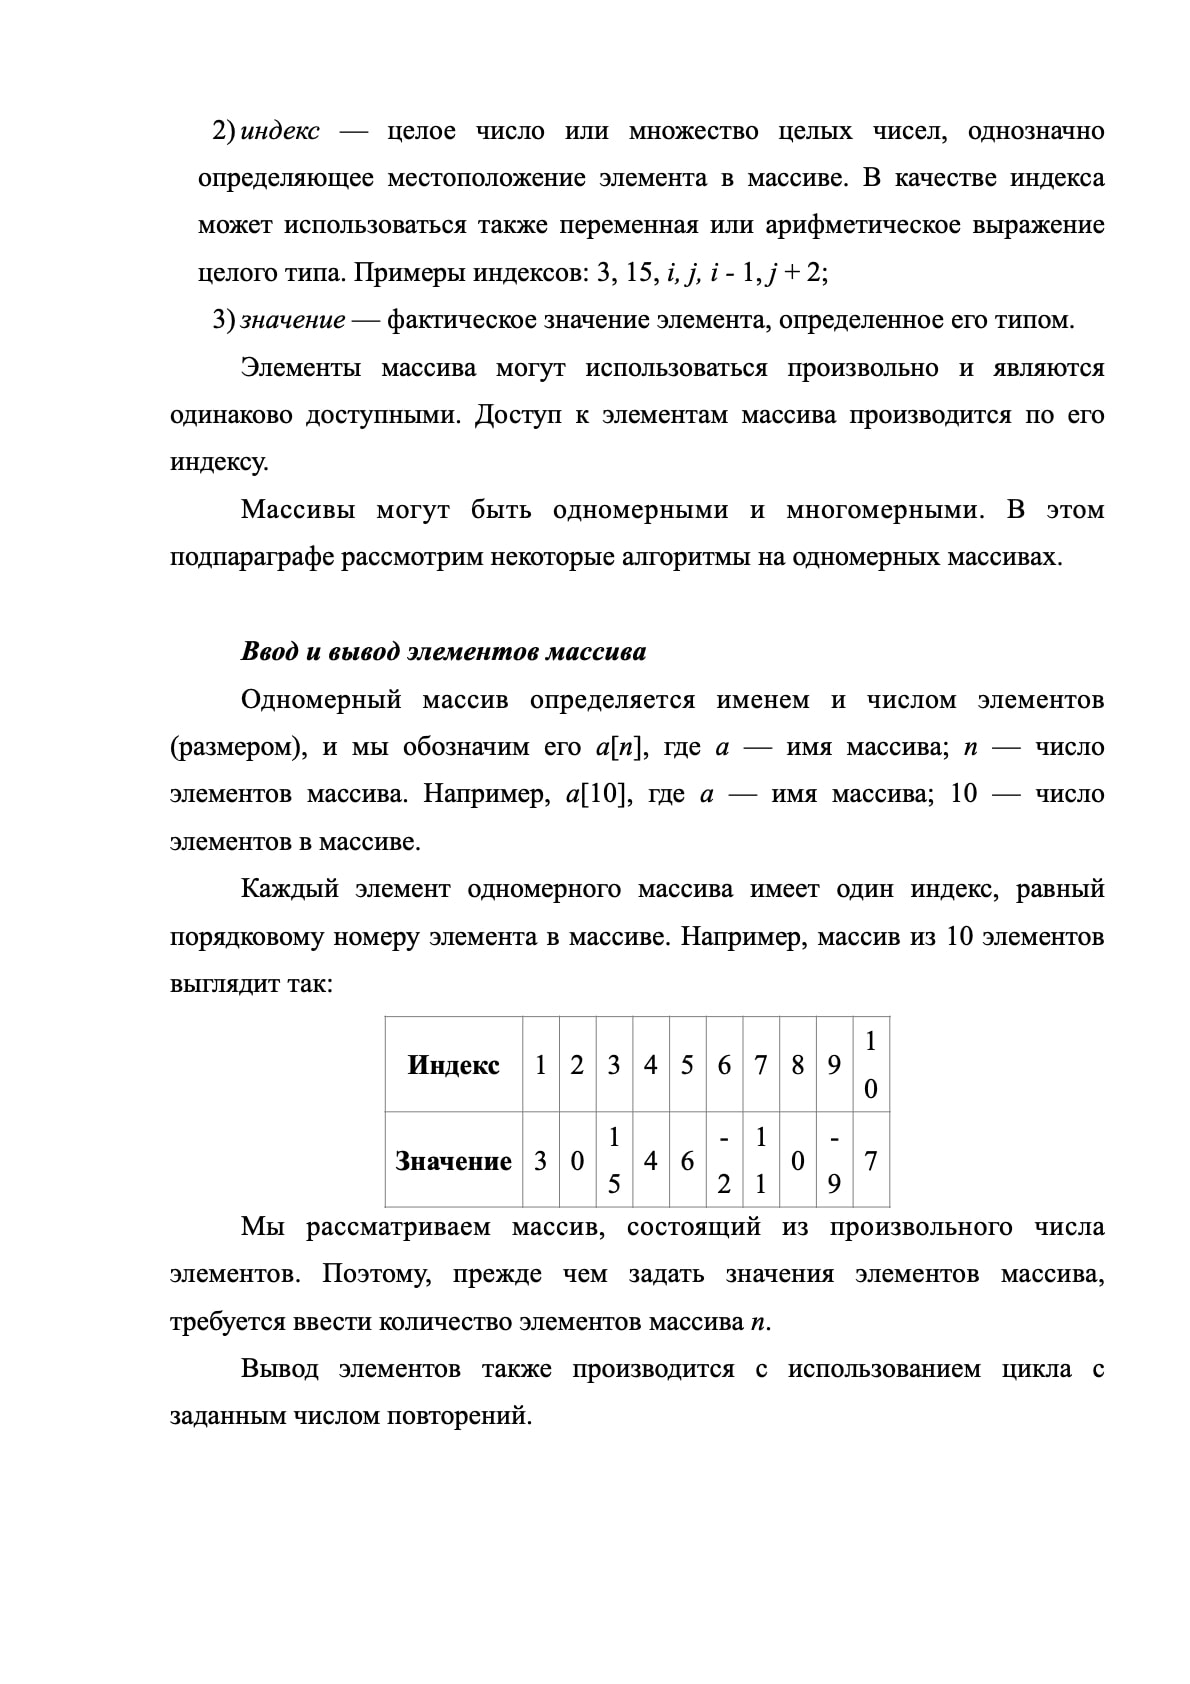 2) индекс — целое число или множество целых чисел, однозначно
определяющее местоположение элемента в массиве. В качестве индекса
может использоваться также переменная или арифметическое выражение
целого типа. Примеры индексов: 3, 15, i, j, i - 1, j + 2;
3) значение — фактическое значение элемента, определенное его типом.
Элементы массива могут использоваться произвольно и являются
одинаково доступными. Доступ к элементам массива производится по его
индексу.
Массивы могут быть одномерными и многомерными. В этом
подпараграфе рассмотрим некоторые алгоритмы на одномерных массивах.
Ввод и вывод элементов массива
Одномерный массив определяется именем и числом элементов
(размером), и мы обозначим его a[n], где a — имя массива; n — число
элементов массива. Например, a[10], где a — имя массива; 10 — число
элементов в массиве.
Каждый элемент одномерного массива имеет один индекс, равный
порядковому номеру элемента в массиве. Например, массив из 10 элементов
выглядит так:
Индекс 1 2 3 4 5 6 7 8 9 10
Значение 3 0 15 4 6 -2 11 0 -9 7
Мы рассматриваем массив, состоящий из произвольного числа
элементов. Поэтому, прежде чем задать значения элементов массива,
требуется ввести количество элементов массива n.
Вывод элементов также производится с использованием цикла с
заданным числом повторений.